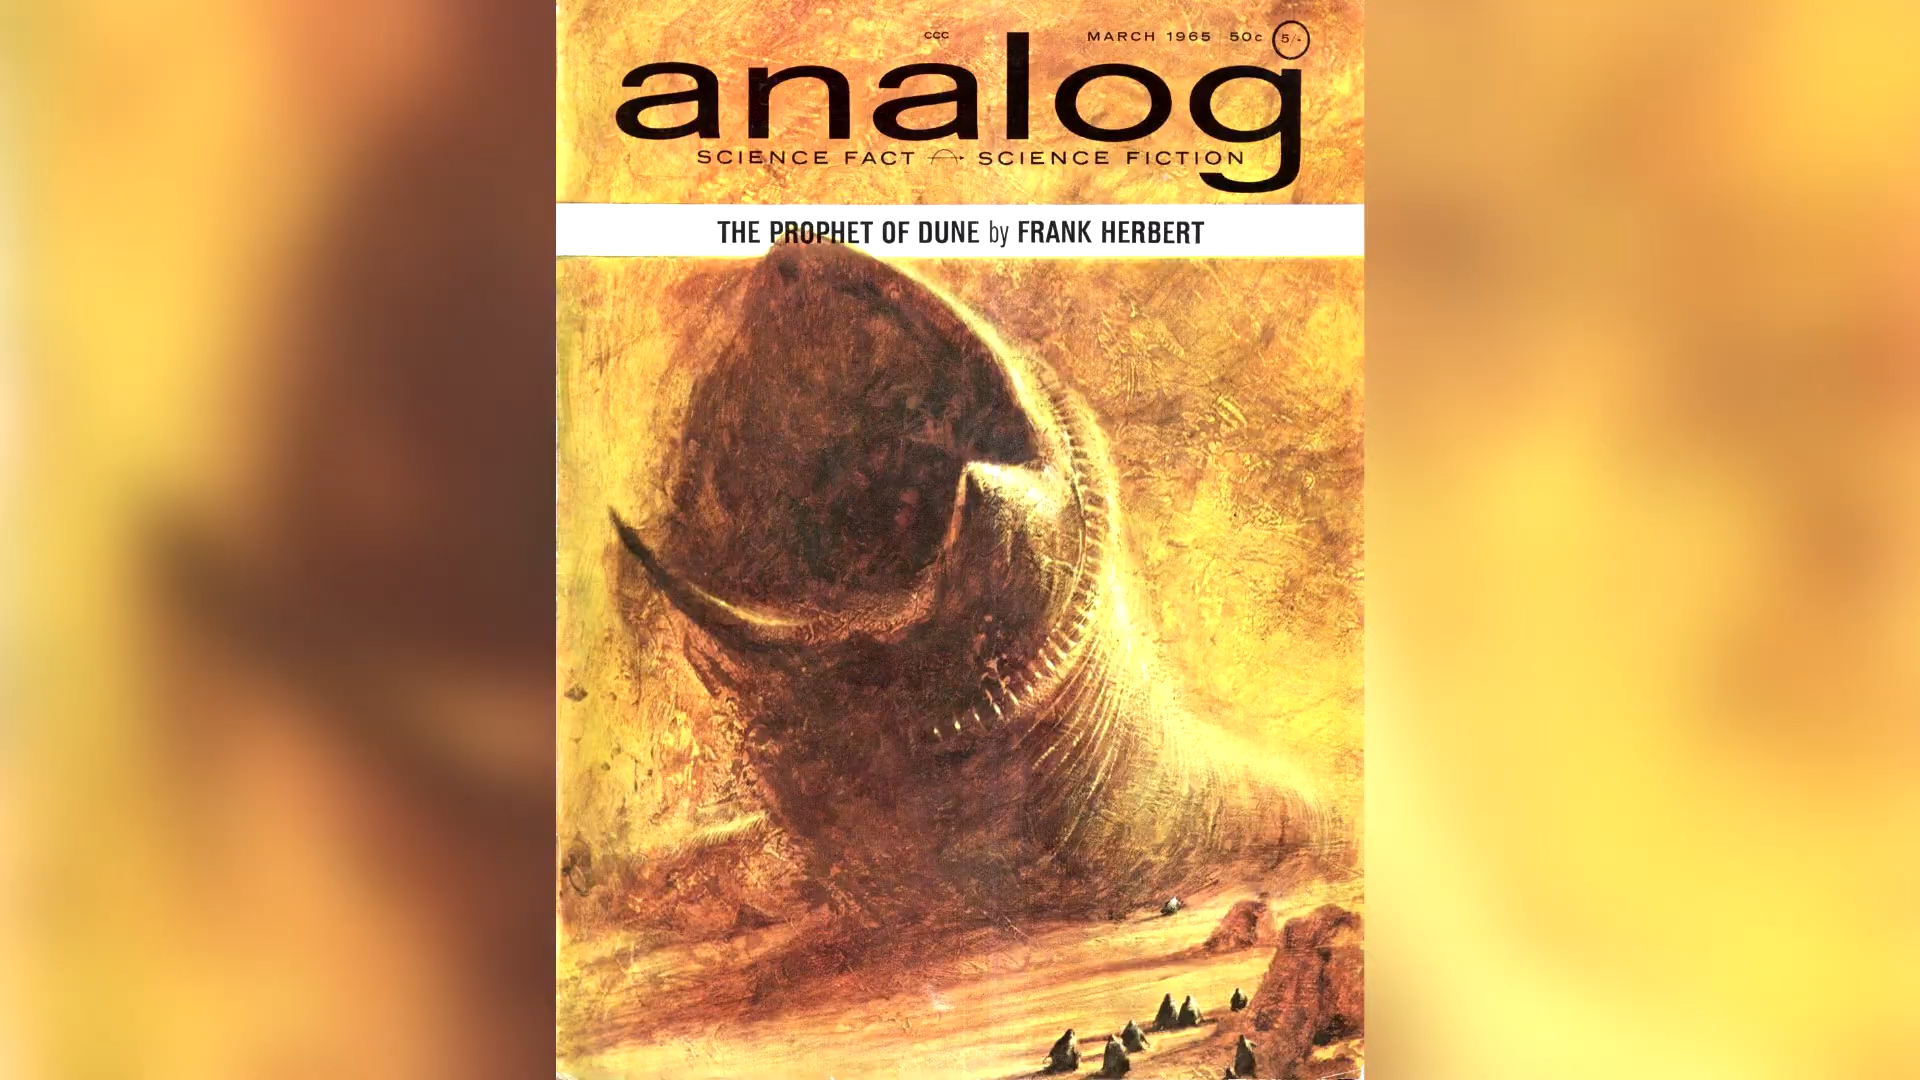 ccc
MARCH 1965 50c 5/-
analog
SCIENCE FACT SCIENCE FICTION
THE PROPHET OF DUNE by FRANK HERBERT